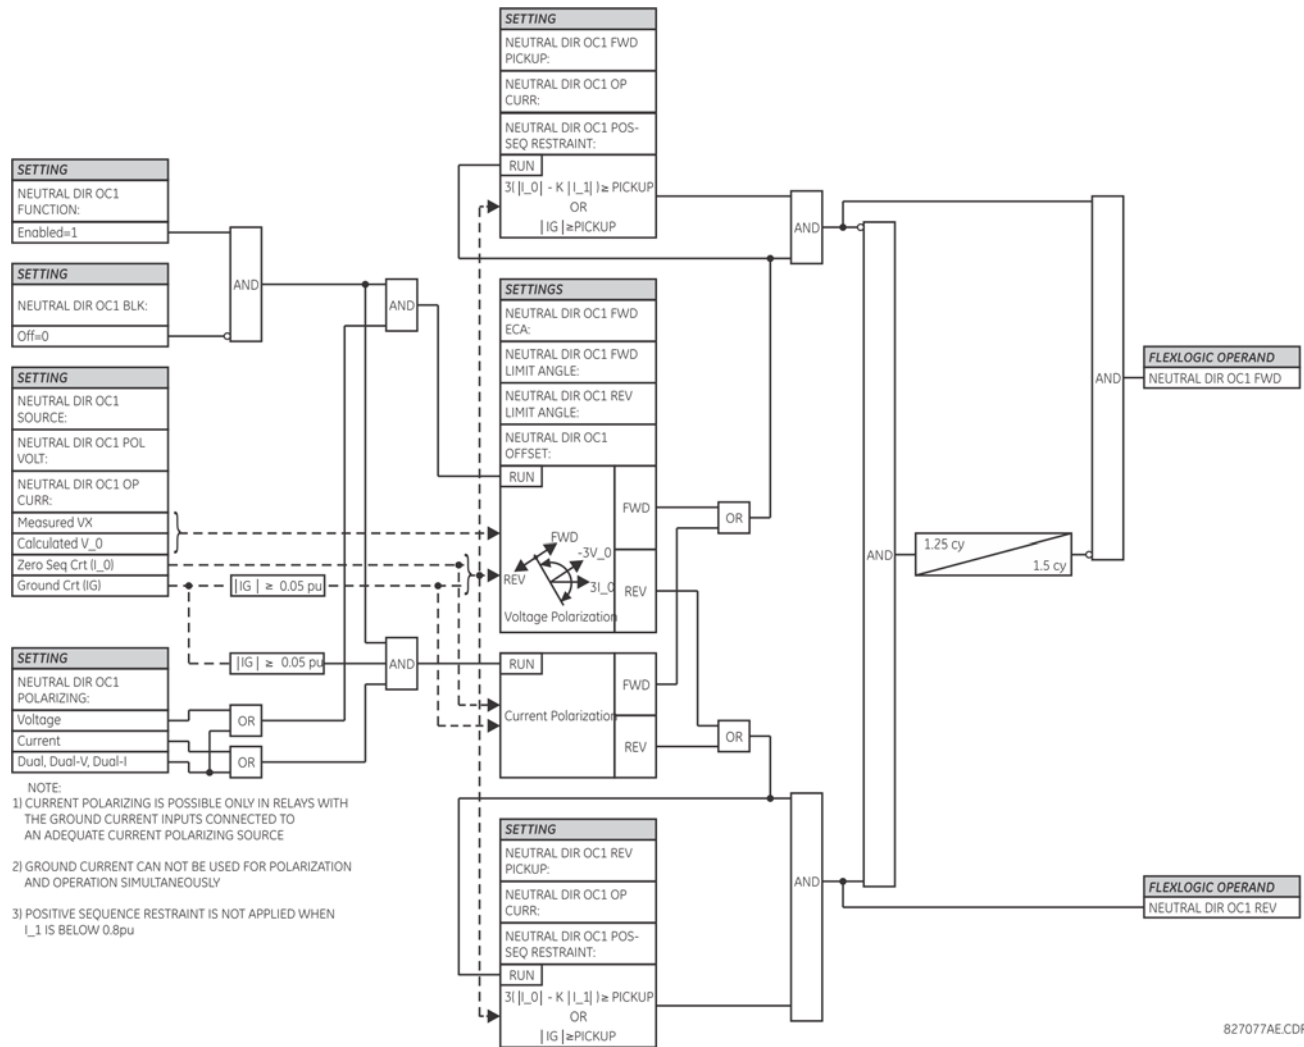 SETTING
NEUTRAL DIR OC1 FWD
PICKUP:
NEUTRAL DIR OC1 OP
CURR:
NEUTRAL DIR OC1 POS-
SEQ RESTRAINT:
RUN
3(|I_0| - K |I_1|) ≥ PICKUP
OR
|IG| ≥PICKUP
SETTING
NEUTRAL DIR OC1
FUNCTION:
Enabled=1
SETTING
NEUTRAL DIR OC1 BLK:
Off=0
SETTING
NEUTRAL DIR OC1
SOURCE:
NEUTRAL DIR OC1 POL
VOLT:
NEUTRAL DIR OC1 OP
CURR:
Measured VX
Calculated V_0
Zero Seq Crt (I_0)
Ground Crt (IG)
SETTING
NEUTRAL DIR OC1
POLARIZING:
Voltage
Current
Dual, Dual-V, Dual-I
AND
AND
|IG| ≥ 0.05 pu
|IG| ≥ 0.05 pu
AND
OR
OR
SETTINGS
NEUTRAL DIR OC1 FWD
ECA:
NEUTRAL DIR OC1 FWD
LIMIT ANGLE:
NEUTRAL DIR OC1 REV
LIMIT ANGLE:
NEUTRAL DIR OC1
OFFSET:
RUN
FWD
FWD
-3V_0
REV
3I_0
REV
Voltage Polarization
RUN
FWD
Current Polarization
REV
OR
OR
SETTING
NEUTRAL DIR OC1 REV
PICKUP:
NEUTRAL DIR OC1 OP
CURR:
NEUTRAL DIR OC1 POS-
SEQ RESTRAINT:
RUN
3(|I_0| - K |I_1|) ≥ PICKUP
OR
|IG| ≥PICKUP
AND
AND
AND
1.25 cy
1.5 cy
AND
FLEXLOGIC OPERAND
NEUTRAL DIR OC1 FWD
FLEXLOGIC OPERAND
NEUTRAL DIR OC1 REV
NOTE:
1) CURRENT POLARIZING IS POSSIBLE ONLY IN RELAYS WITH
THE GROUND CURRENT INPUTS CONNECTED TO
AN ADEQUATE CURRENT POLARIZING SOURCE
2) GROUND CURRENT CAN NOT BE USED FOR POLARIZATION
AND OPERATION SIMULTANEOUSLY
3) POSITIVE SEQUENCE RESTRAINT IS NOT APPLIED WHEN
I_1 IS BELOW 0.8pu
827077AE.CDR